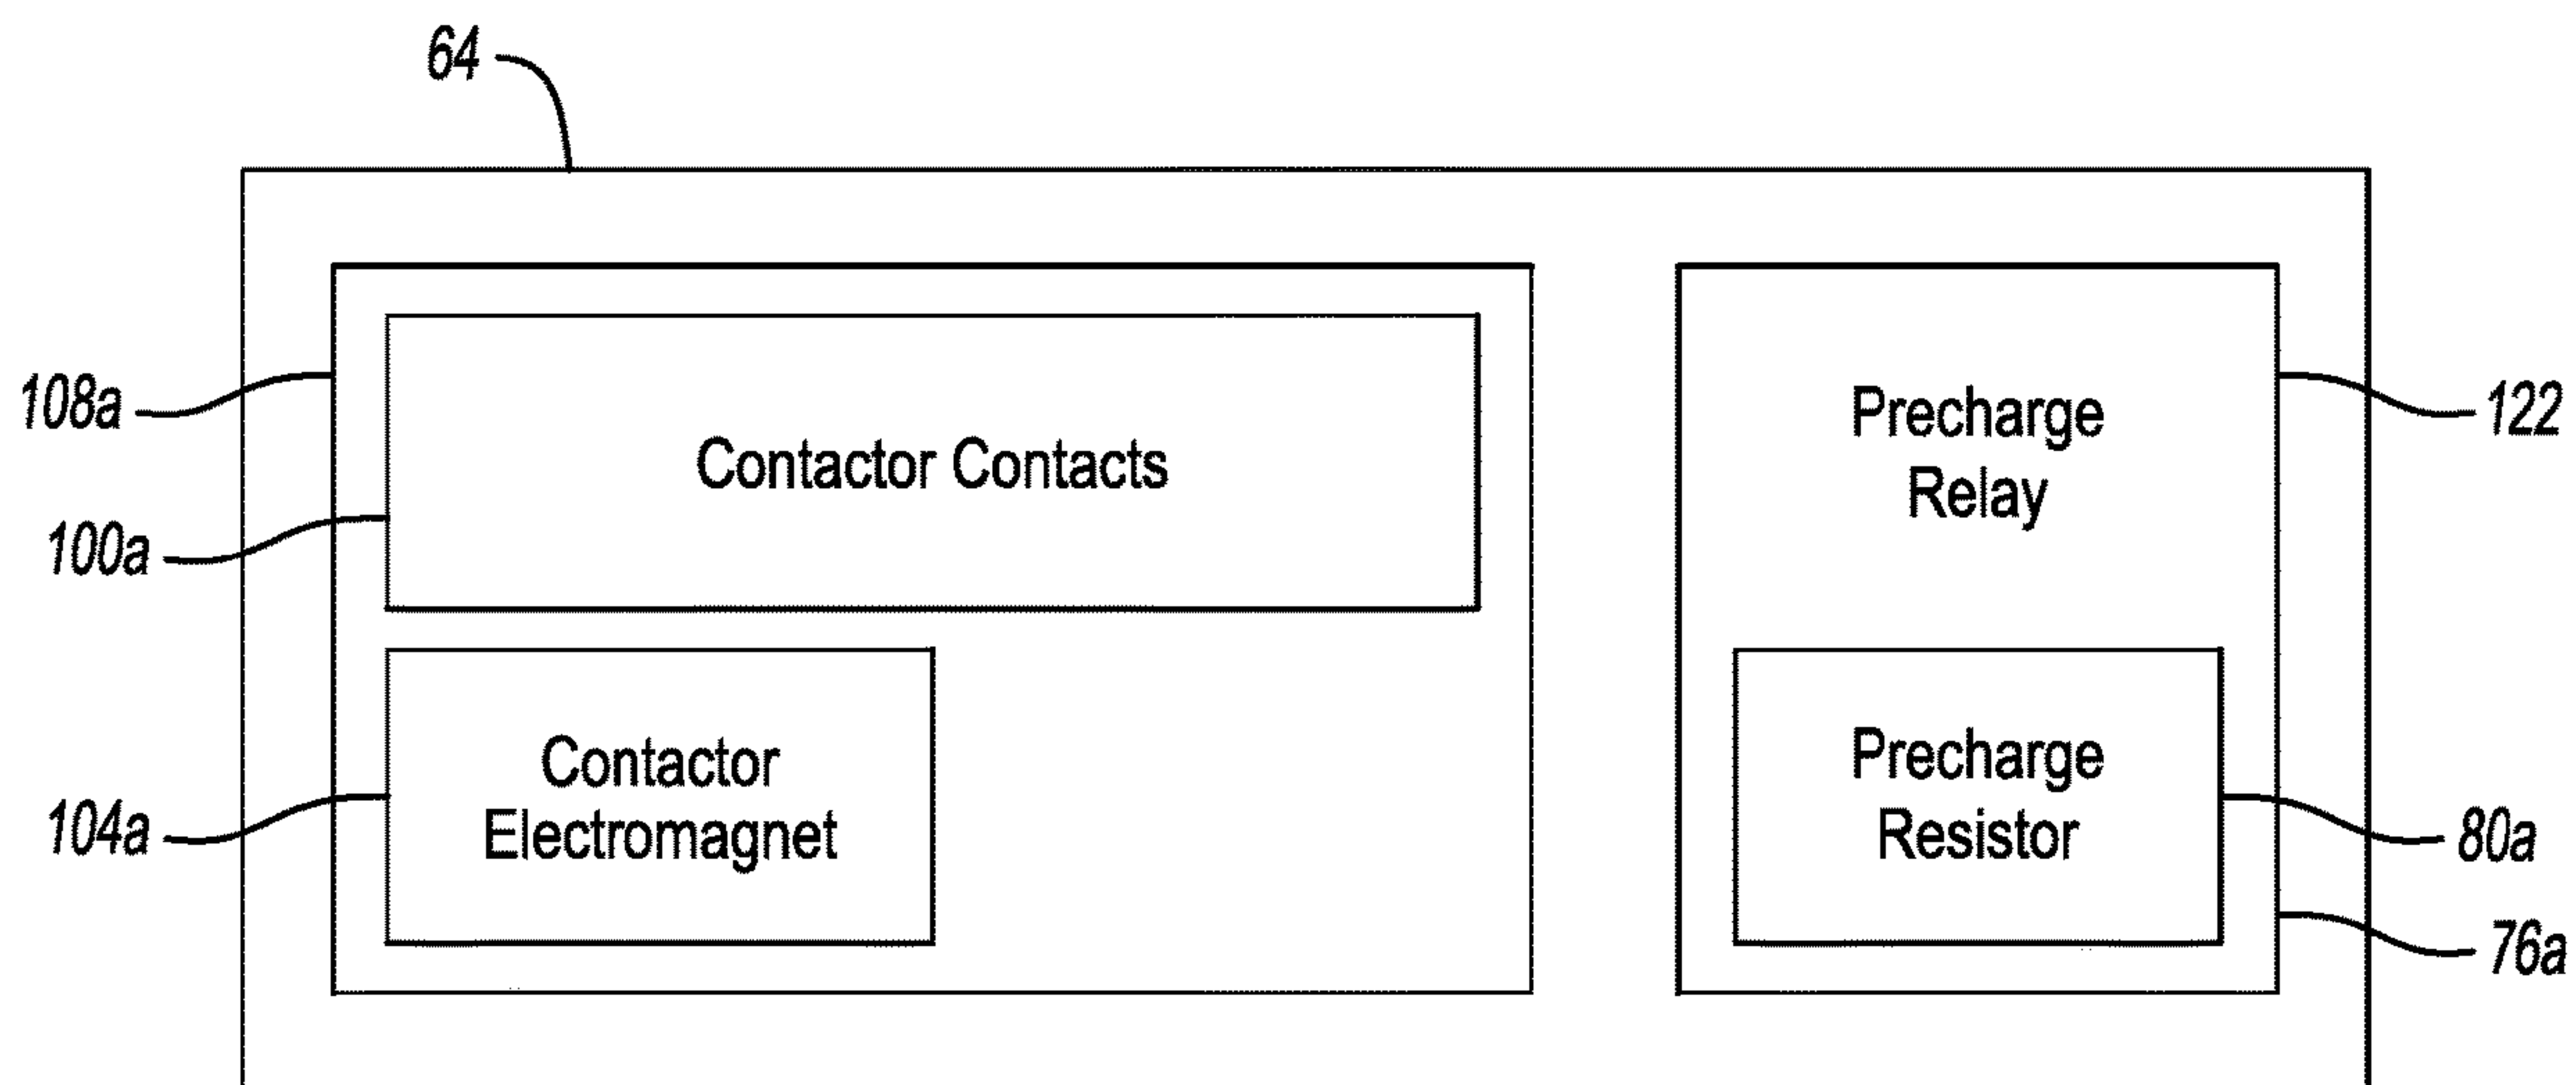 64
108a
100a
Contactor Contacts
104a
Contactor
Electromagnet
Precharge
Relay
122
Precharge
Resistor
80a
76a